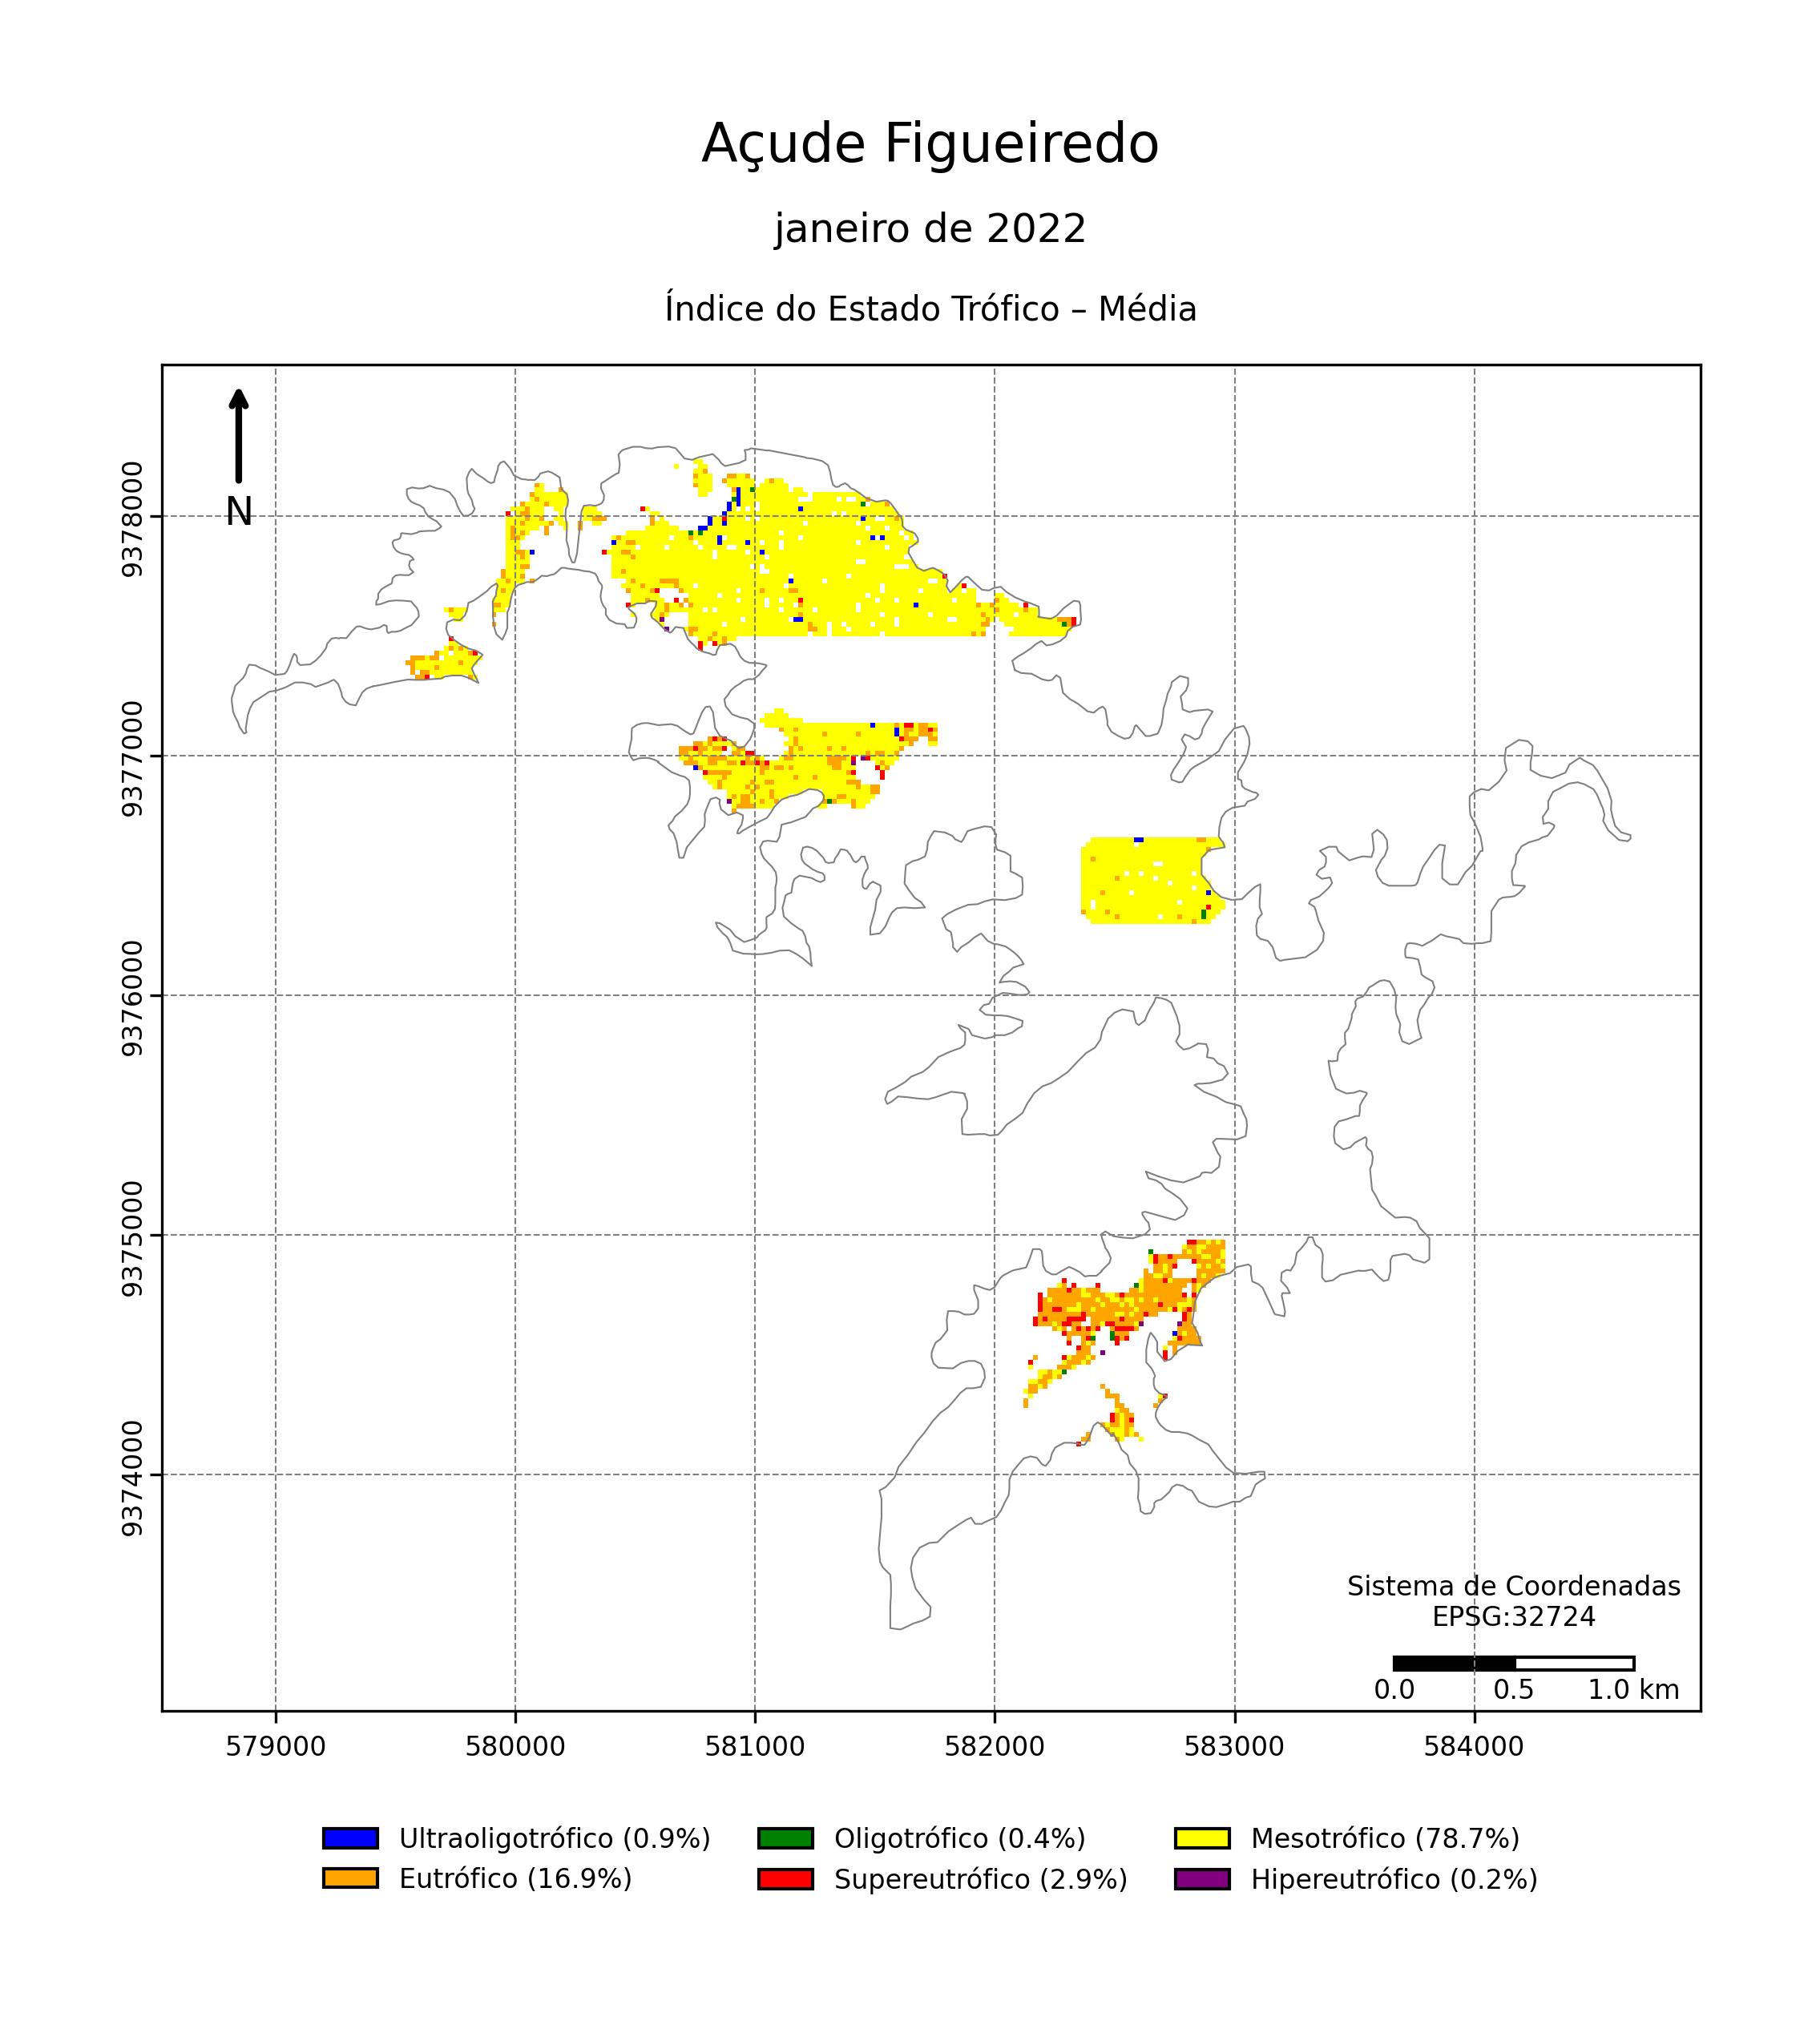 Açude Figueiredo
janeiro de 2022
Índice do Estado Trófico – Média
N
9378000
9377000
9376000
9375000
9374000
Sistema de Coordenadas
EPSG:32724
0.0 0.5 1.0 km
579000 580000 581000 582000 583000 584000
Ultraoligotrófico (0.9%) Oligotrófico (0.4%) Mesotrófico (78.7%)
Eutrófico (16.9%) Supereutrófico (2.9%) Hipereutrófico (0.2%)